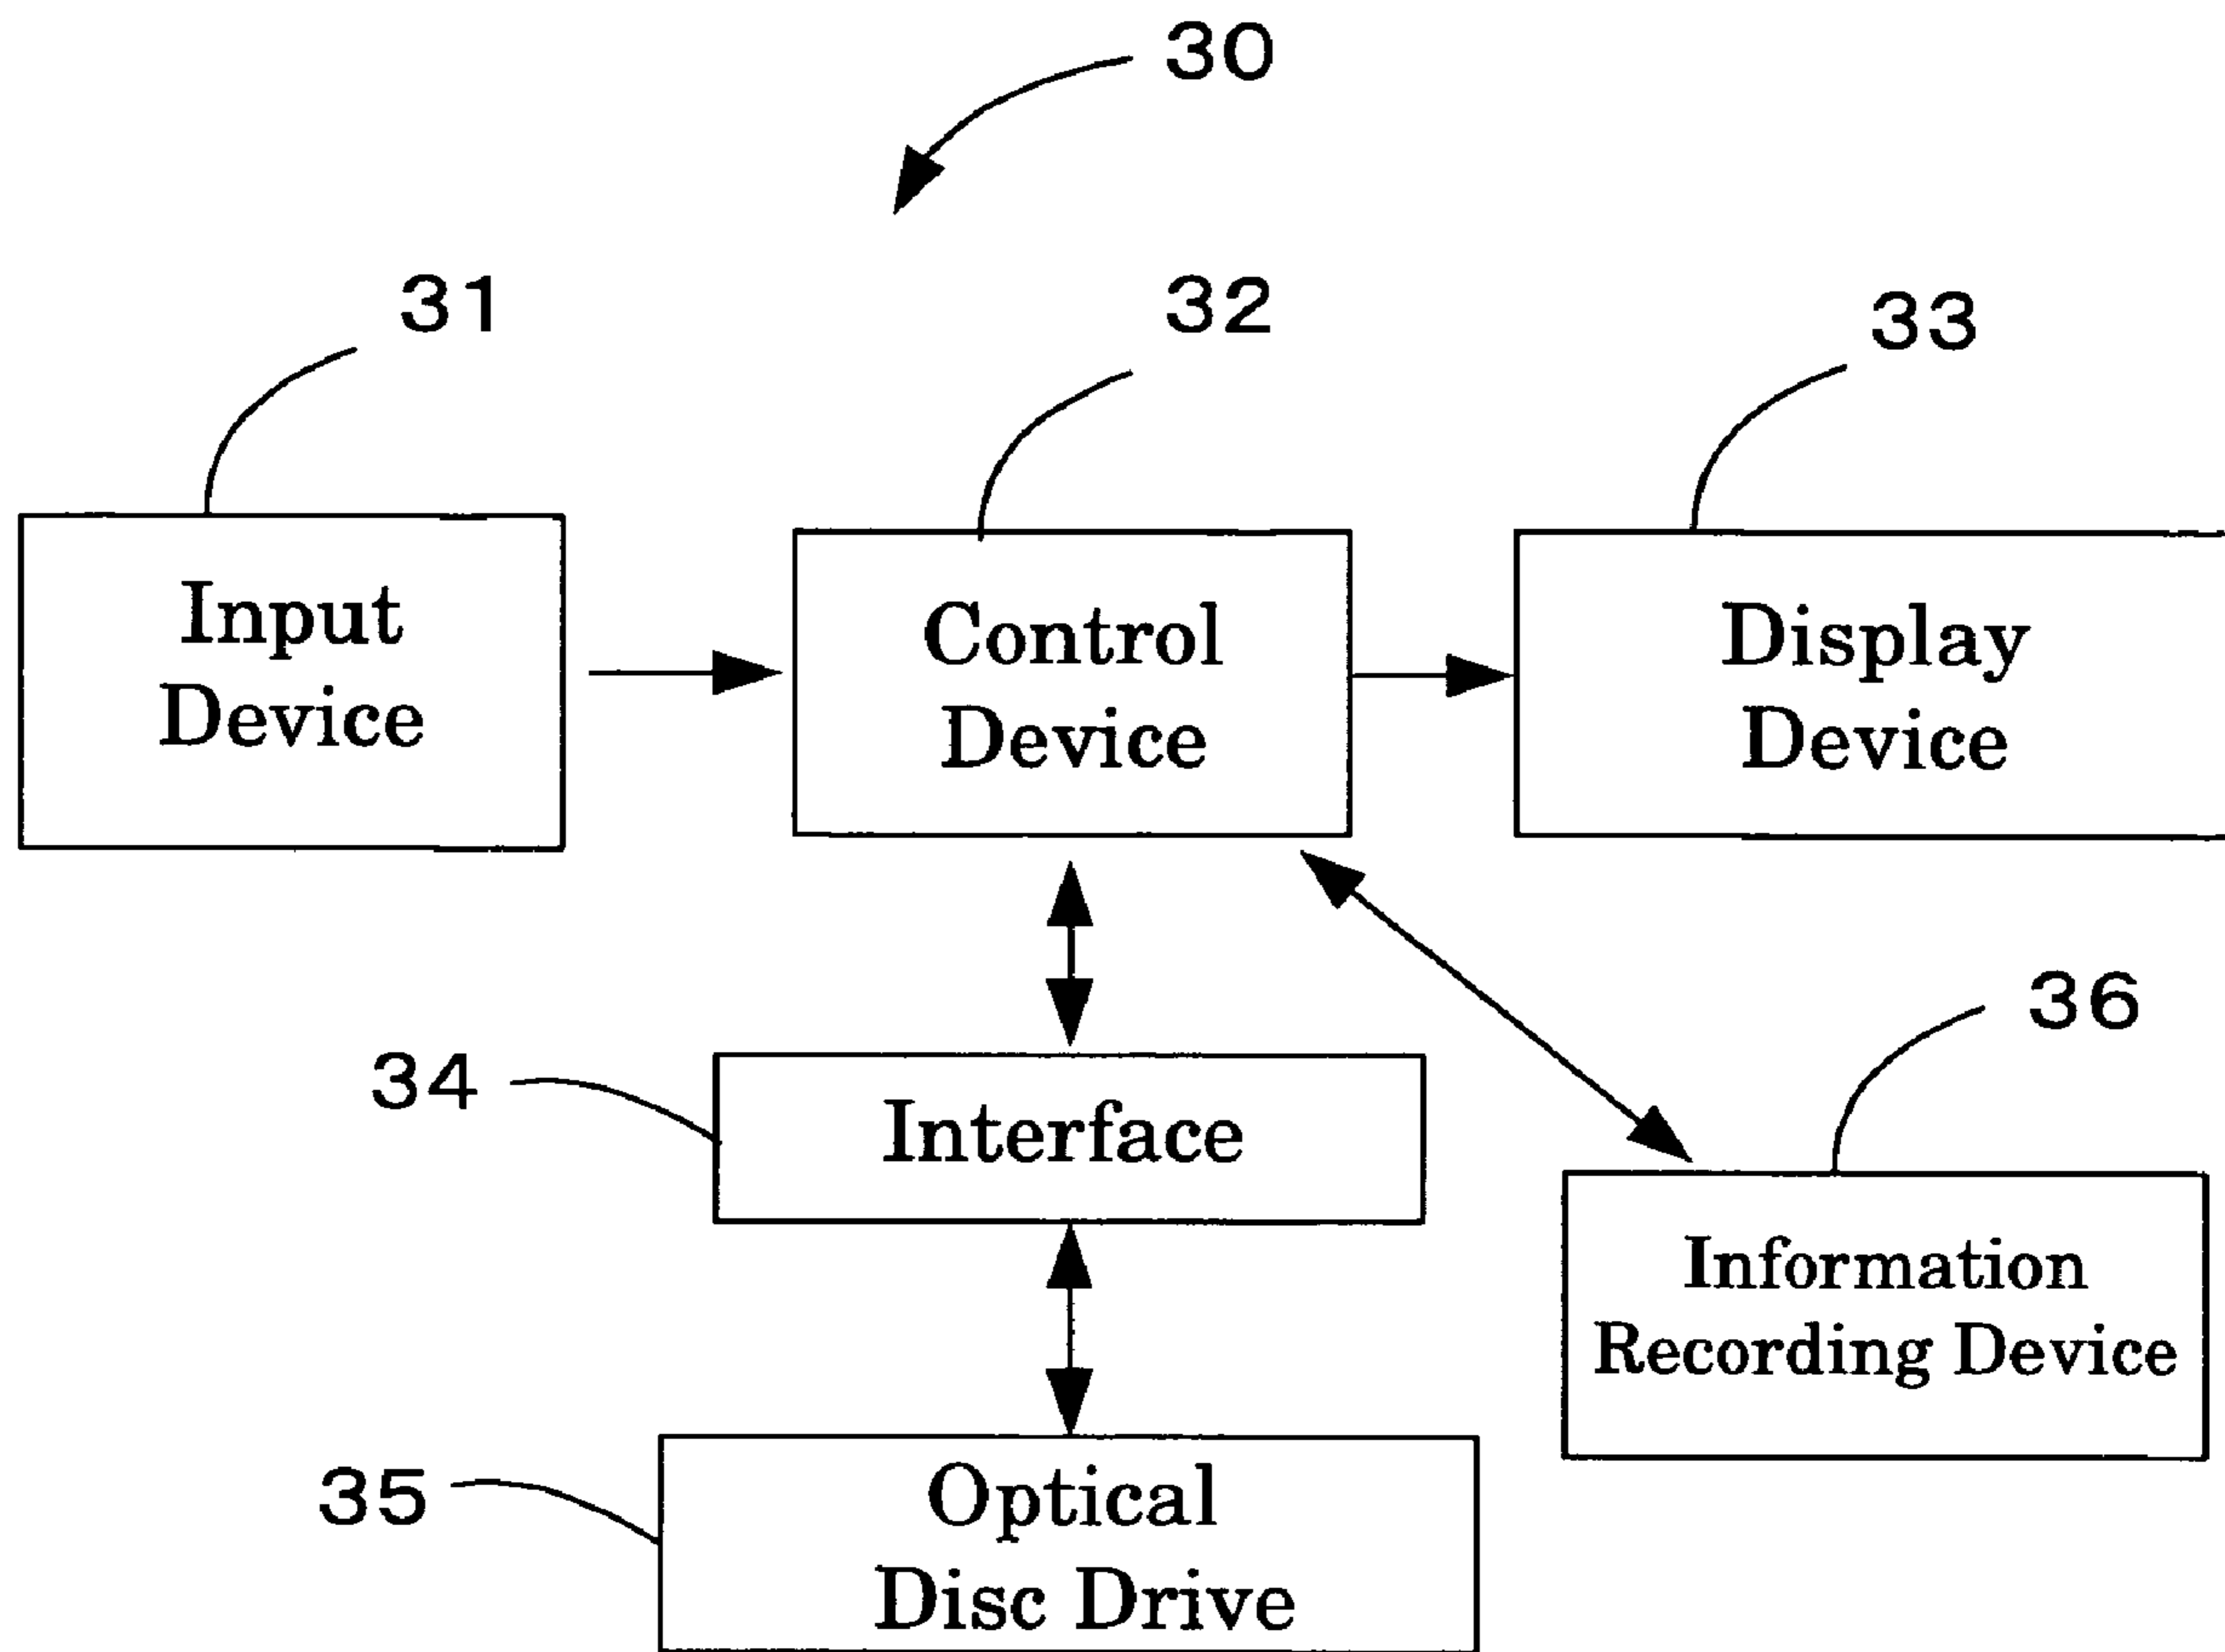 30
31
32
33
Input
Device
Control
Device
Display
Device
34
Interface
36
Information
Recording Device
35
Optical
Disc Drive